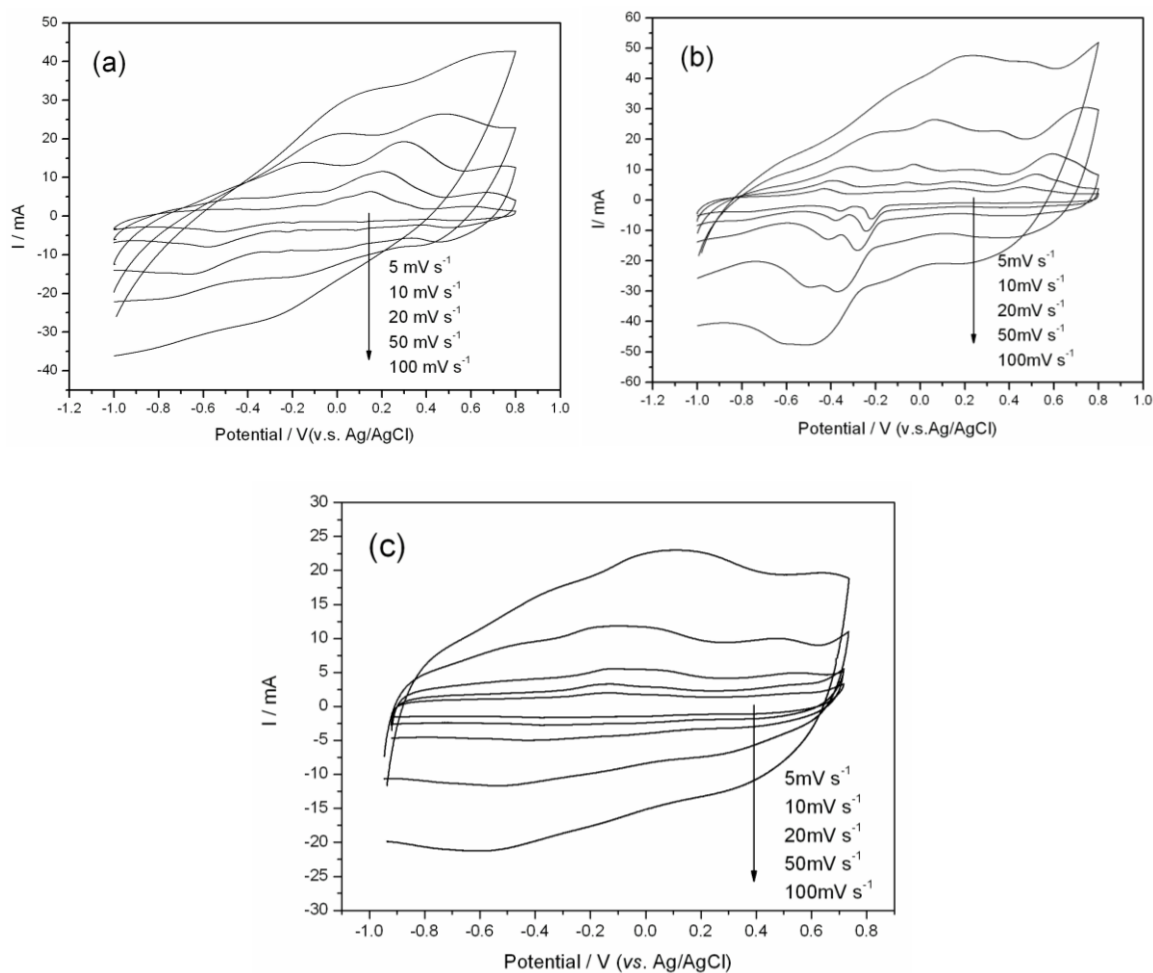 (a)
I/ mA
50
40
30
20
10
0
-10
-20
-30
-40
5 mV s⁻¹
10 mV s⁻¹
20 mV s⁻¹
50 mV s⁻¹
100 mV s⁻¹
-1.2 -1.0 -0.8 -0.6 -0.4 -0.2 0.0 0.2 0.4 0.6 0.8 1.0
Potential / V(v.s. Ag/AgCl)
(b)
I/ mA
60
50
40
30
20
10
0
-10
-20
-30
-40
-50
-60
5mV s⁻¹
10mV s⁻¹
20mV s⁻¹
50mV s⁻¹
100mV s⁻¹
-1.2 -1.0 -0.8 -0.6 -0.4 -0.2 0.0 0.2 0.4 0.6 0.8 1.0
Potential / V (v.s.Ag/AgCl)
(c)
I / mA
30
25
20
15
10
5
0
-5
-10
-15
-20
-25
-30
5mV s⁻¹
10mV s⁻¹
20mV s⁻¹
50mV s⁻¹
100mV s⁻¹
-1.0 -0.8 -0.6 -0.4 -0.2 0.0 0.2 0.4 0.6 0.8
Potential / V (vs. Ag/AgCl)